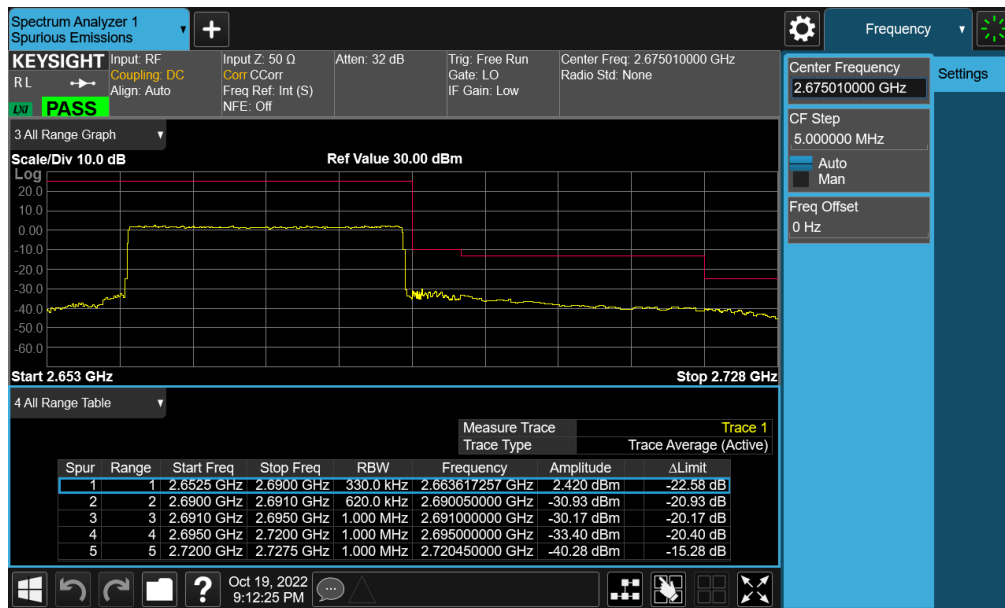 Spectrum Analyzer 1
Spurious Emissions
Frequency
KEYSIGHT Input: RF Input Z: 50 Ω Atten: 32 dB Trig: Free Run Center Freq: 2.675010000 GHz
RL Coupling: DC Corr CCorr Gate: LO Radio Std: None
Align: Auto Freq Ref: Int (S) IF Gain: Low
LXI PASS NFE: Off
Center Frequency
2.675010000 GHz
Settings
CF Step
5.000000 MHz
Auto
Man
Freq Offset
0 Hz
3 All Range Graph
Scale/Div 10.0 dB Ref Value 30.00 dBm
Log
20.0
10.0
0.00
-10.0
-20.0
-30.0
-40.0
-50.0
-60.0
Start 2.653 GHz Stop 2.728 GHz
4 All Range Table
Measure Trace Trace 1
Trace Type Trace Average (Active)
Spur Range Start Freq Stop Freq RBW Frequency Amplitude ΔLimit
1 1 2.6525 GHz 2.6900 GHz 330.0 kHz 2.663617257 GHz 2.420 dBm -22.58 dB
2 2 2.6900 GHz 2.6910 GHz 620.0 kHz 2.690050000 GHz -30.93 dBm -20.93 dB
3 3 2.6910 GHz 2.6950 GHz 1.000 MHz 2.691000000 GHz -30.17 dBm -20.17 dB
4 4 2.6950 GHz 2.7200 GHz 1.000 MHz 2.695000000 GHz -33.40 dBm -20.40 dB
5 5 2.7200 GHz 2.7275 GHz 1.000 MHz 2.720450000 GHz -40.28 dBm -15.28 dB
Oct 19, 2022
9:12:25 PM